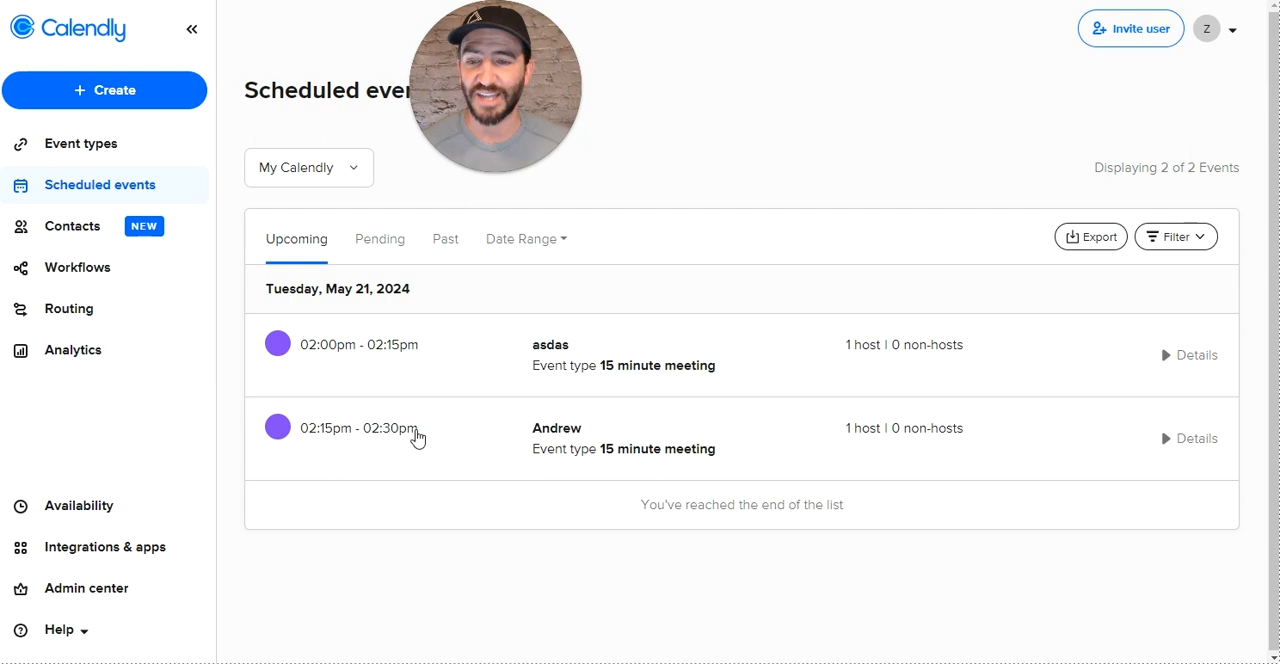 Calendly
+ Create
Event types
Scheduled events
Contacts NEW
Workflows
Routing
Analytics
Availability
Integrations & apps
Admin center
Help
Invite user
Z
Scheduled
My Calendly
Displaying 2 of 2 Events
Upcoming Pending Past Date Range
Export Filter
Tuesday, May 21, 2024
02:00pm - 02:15pm asdas 1 host | 0 non-hosts
Event type 15 minute meeting
Details
02:15pm - 02:30pm Andrew 1 host | 0 non-hosts
Event type 15 minute meeting
Details
You've reached the end of the list